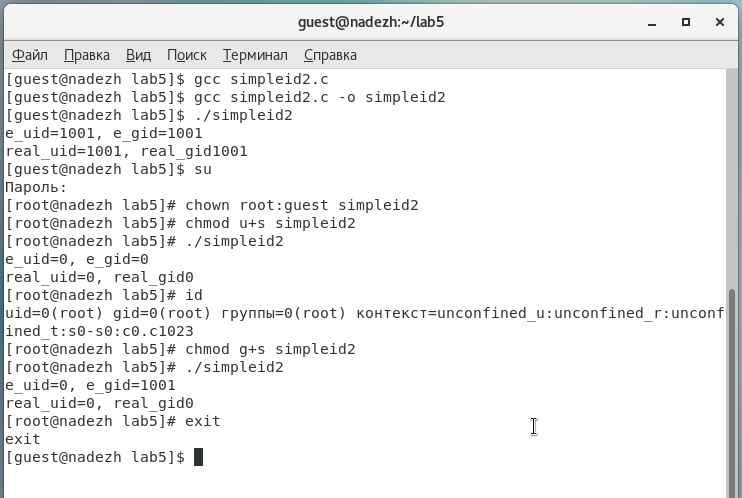 guest@nadezh:~/lab5
Файл Правка Вид Поиск Терминал Справка
[guest@nadezh lab5]$ gcc simpleid2.c
[guest@nadezh lab5]$ gcc simpleid2.c -o simpleid2
[guest@nadezh lab5]$ ./simpleid2
e_uid=1001, e_gid=1001
real_uid=1001, real_gid1001
[guest@nadezh lab5]$ su
Пароль:
[root@nadezh lab5]# chown root:guest simpleid2
[root@nadezh lab5]# chmod u+s simpleid2
[root@nadezh lab5]# ./simpleid2
e_uid=0, e_gid=0
real_uid=0, real_gid0
[root@nadezh lab5]# id
uid=0(root) gid=0(root) группы=0(root) контекст=unconfined_u:unconfined_r:unconf
ined_t:s0-s0:c0.c1023
[root@nadezh lab5]# chmod g+s simpleid2
[root@nadezh lab5]# ./simpleid2
e_uid=0, e_gid=1001
real_uid=0, real_gid0
[root@nadezh lab5]# exit
exit
[guest@nadezh lab5]$